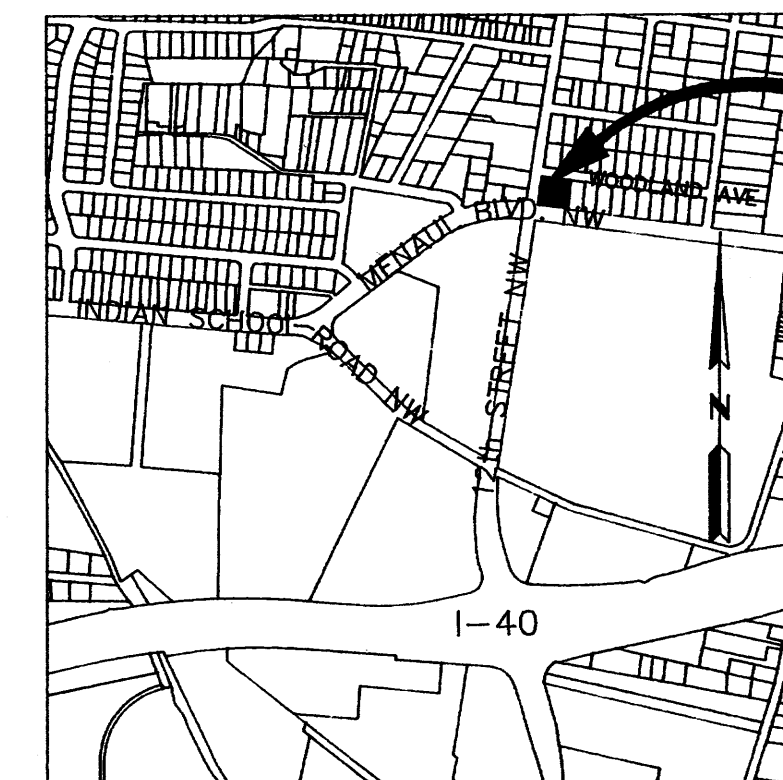 WOODLAND AVE
MENAUL BLVD. NW
INDIAN SCHOOL ROAD NW
12TH STREET NW
N
I-40